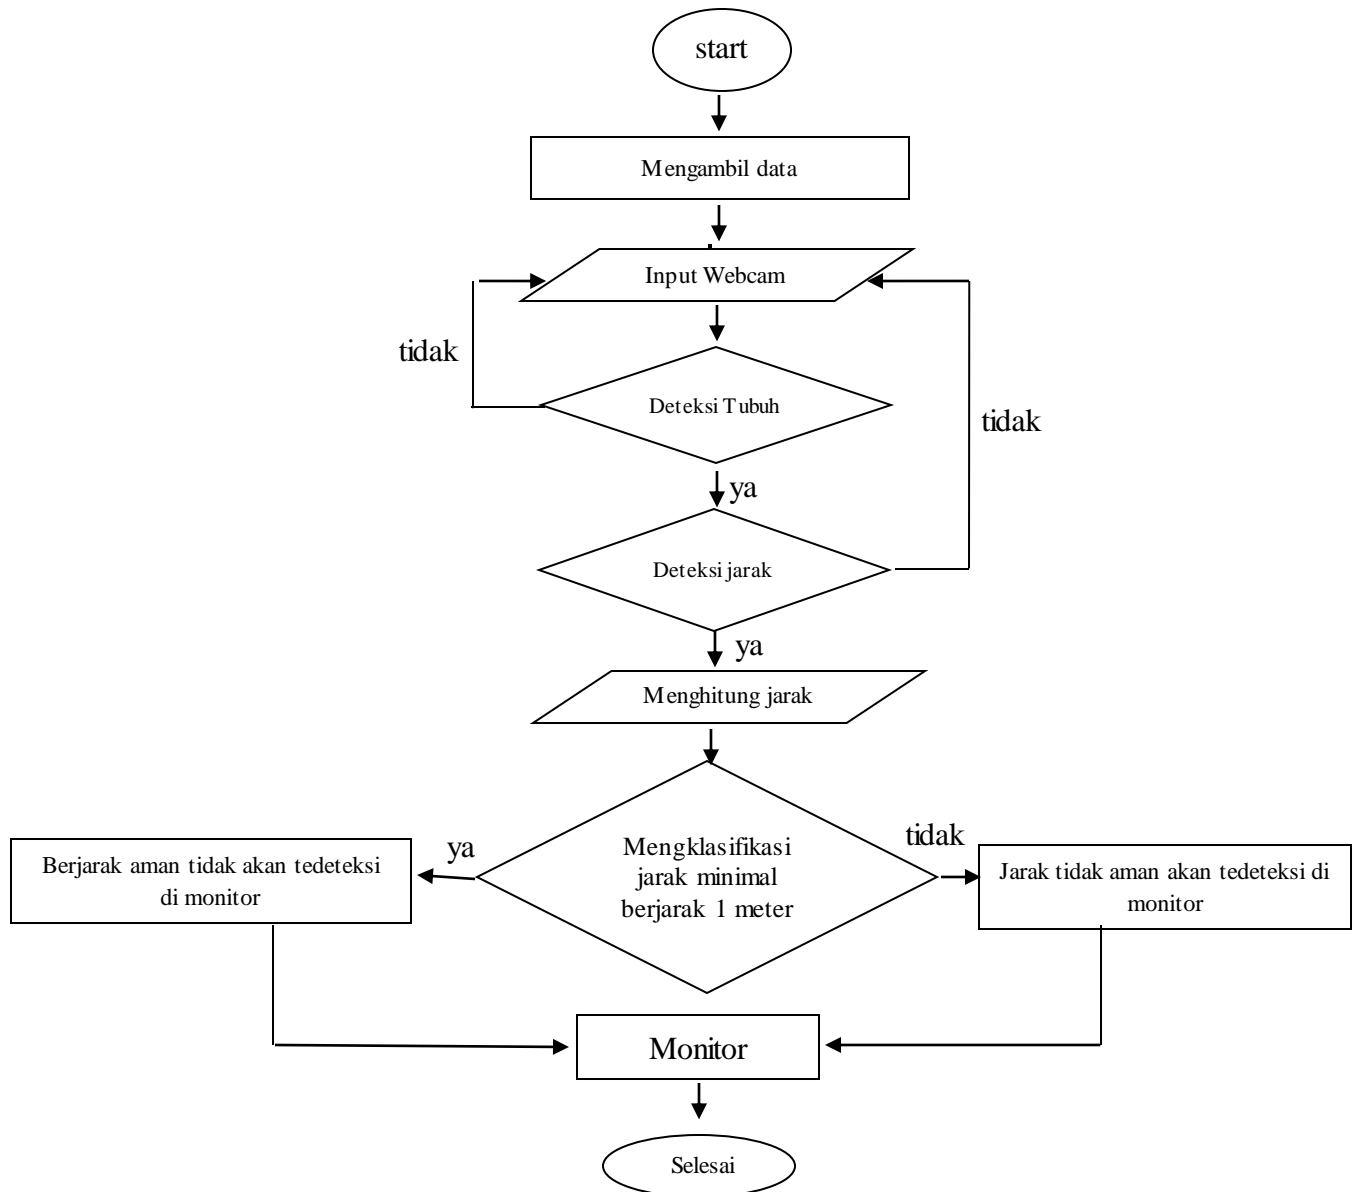 start
Mengambil data
Input Webcam
tidak
Deteksi Tubuh
tidak
ya
Deteksi jarak
ya
Menghitung jarak
Mengklasifikasi
jarak minimal
berjarak 1 meter
ya
tidak
Berjarak aman tidak akan tedeteksi
di monitor
Jarak tidak aman akan tedeteksi di
monitor
Monitor
Selesai